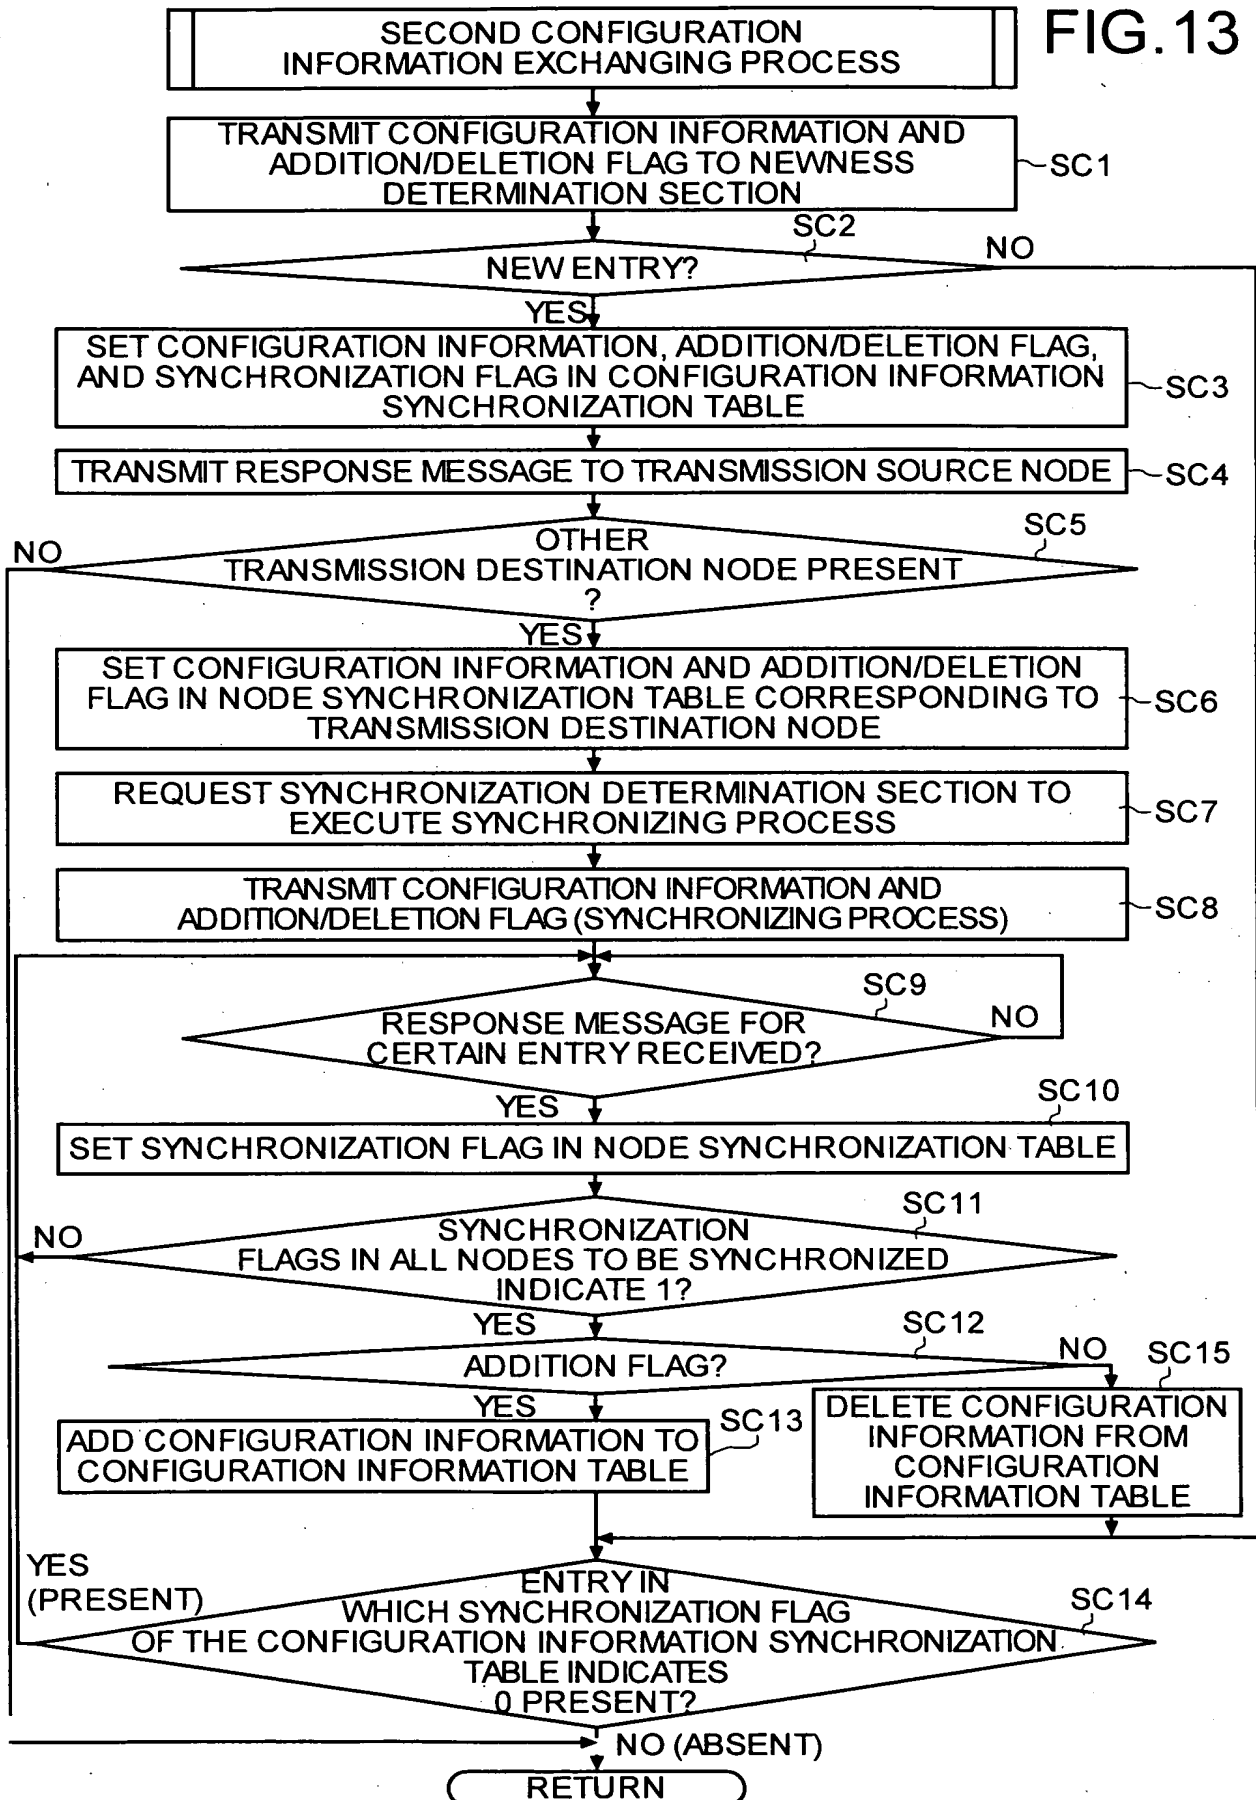 FIG.13
SECOND CONFIGURATION
INFORMATION EXCHANGING PROCESS
TRANSMIT CONFIGURATION INFORMATION AND
ADDITION/DELETION FLAG TO NEWNESS
DETERMINATION SECTION
SC1
SC2
NEW ENTRY?
NO
YES
SET CONFIGURATION INFORMATION, ADDITION/DELETION FLAG,
AND SYNCHRONIZATION FLAG IN CONFIGURATION INFORMATION
SYNCHRONIZATION TABLE
SC3
TRANSMIT RESPONSE MESSAGE TO TRANSMISSION SOURCE NODE
SC4
SC5
NO
OTHER
TRANSMISSION DESTINATION NODE PRESENT
?
YES
SET CONFIGURATION INFORMATION AND ADDITION/DELETION
FLAG IN NODE SYNCHRONIZATION TABLE CORRESPONDING TO
TRANSMISSION DESTINATION NODE
SC6
REQUEST SYNCHRONIZATION DETERMINATION SECTION TO
EXECUTE SYNCHRONIZING PROCESS
SC7
TRANSMIT CONFIGURATION INFORMATION AND
ADDITION/DELETION FLAG (SYNCHRONIZING PROCESS)
SC8
SC9
RESPONSE MESSAGE FOR
CERTAIN ENTRY RECEIVED?
NO
YES
SC10
SET SYNCHRONIZATION FLAG IN NODE SYNCHRONIZATION TABLE
SC11
NO
SYNCHRONIZATION
FLAGS IN ALL NODES TO BE SYNCHRONIZED
INDICATE 1?
YES
SC12
ADDITION FLAG?
NO
YES
SC13
ADD CONFIGURATION INFORMATION TO
CONFIGURATION INFORMATION TABLE
SC15
DELETE CONFIGURATION
INFORMATION FROM
CONFIGURATION
INFORMATION TABLE
YES
(PRESENT)
SC14
ENTRY IN
WHICH SYNCHRONIZATION FLAG
OF THE CONFIGURATION INFORMATION SYNCHRONIZATION
TABLE INDICATES
0 PRESENT?
NO (ABSENT)
RETURN